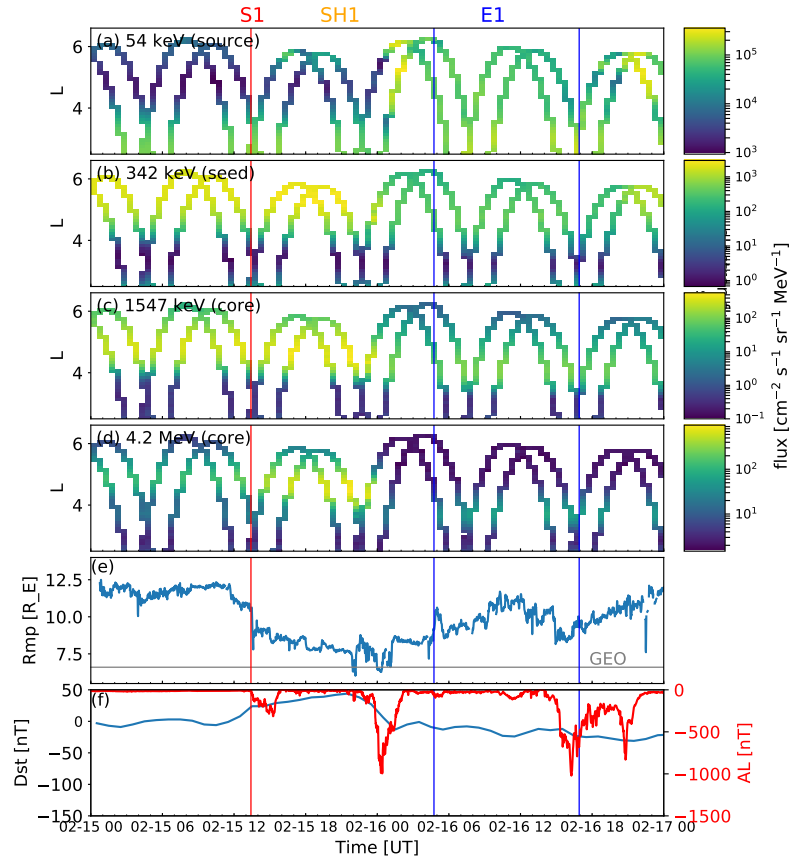 S1 SH1 E1
(a) 54 keV (source)
L
6
4
10^5
10^4
10^3
(b) 342 keV (seed)
L
6
4
10^3
10^2
10^1
10^0
(c) 1547 keV (core)
L
6
4
10^2
10^1
10^0
10^−1
flux [cm^−2 s^−1 sr^−1 MeV^−1]
(d) 4.2 MeV (core)
L
6
4
10^2
10^1
(e)
Rmp [R_E]
12.5
10.0
7.5
GEO
(f)
Dst [nT]
50
0
−50
−100
−150
0
−500
−1000
−1500
AL [nT]
02-15 00 02-15 06 02-15 12 02-15 18 02-16 00 02-16 06 02-16 12 02-16 18 02-17 00
Time [UT]